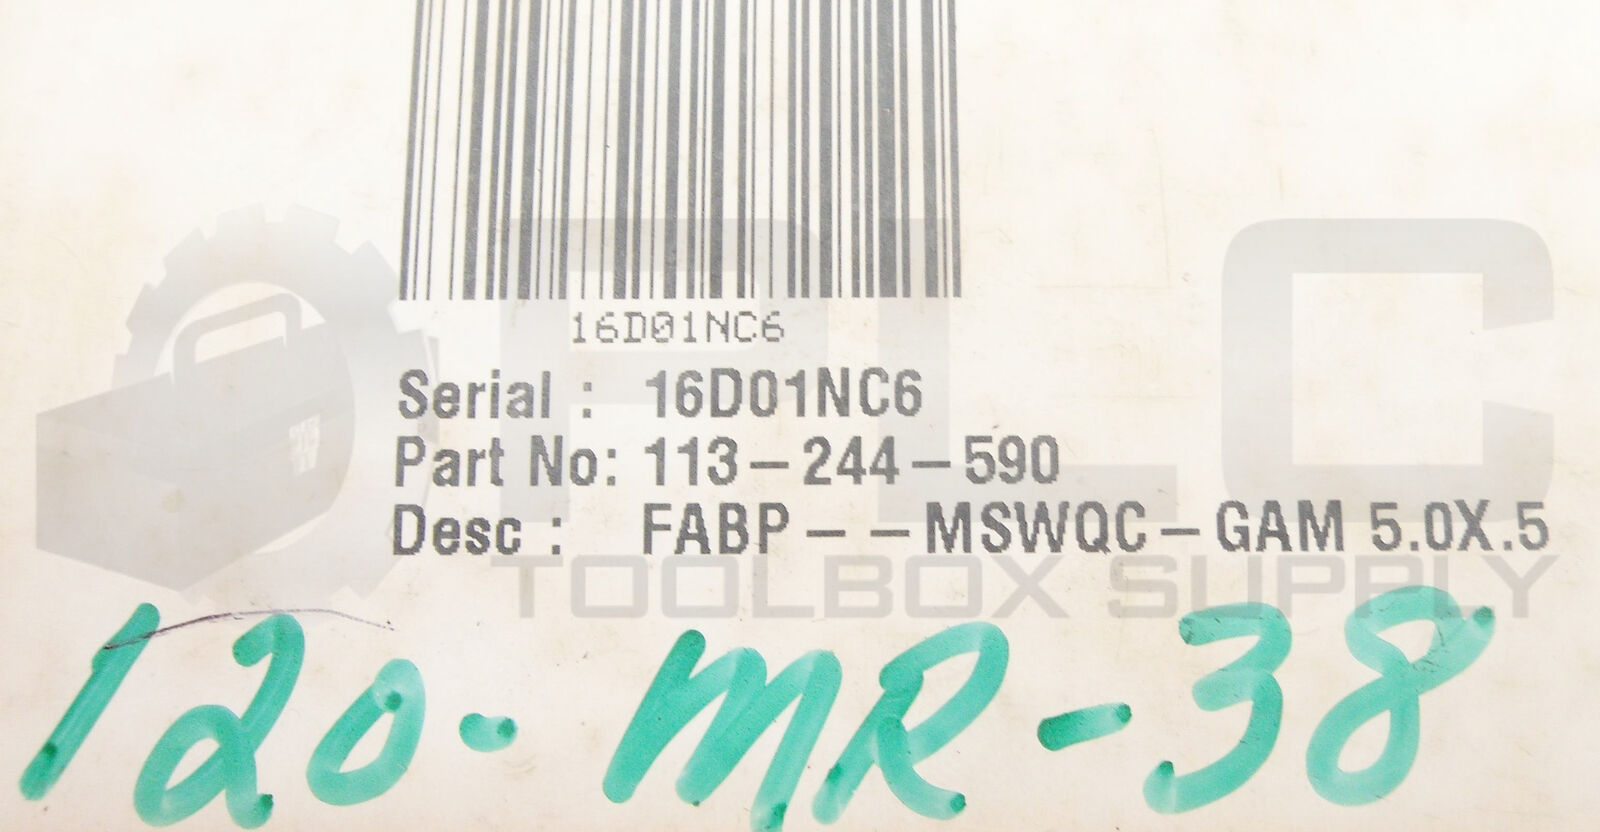 16D01NC6
Serial : 16D01NC6
Part No: 113-244-590
Desc : FABP- -MSWQC-GAM 5.0X.5
PLC
TOOLBOX SUPPLY
120-MR-38